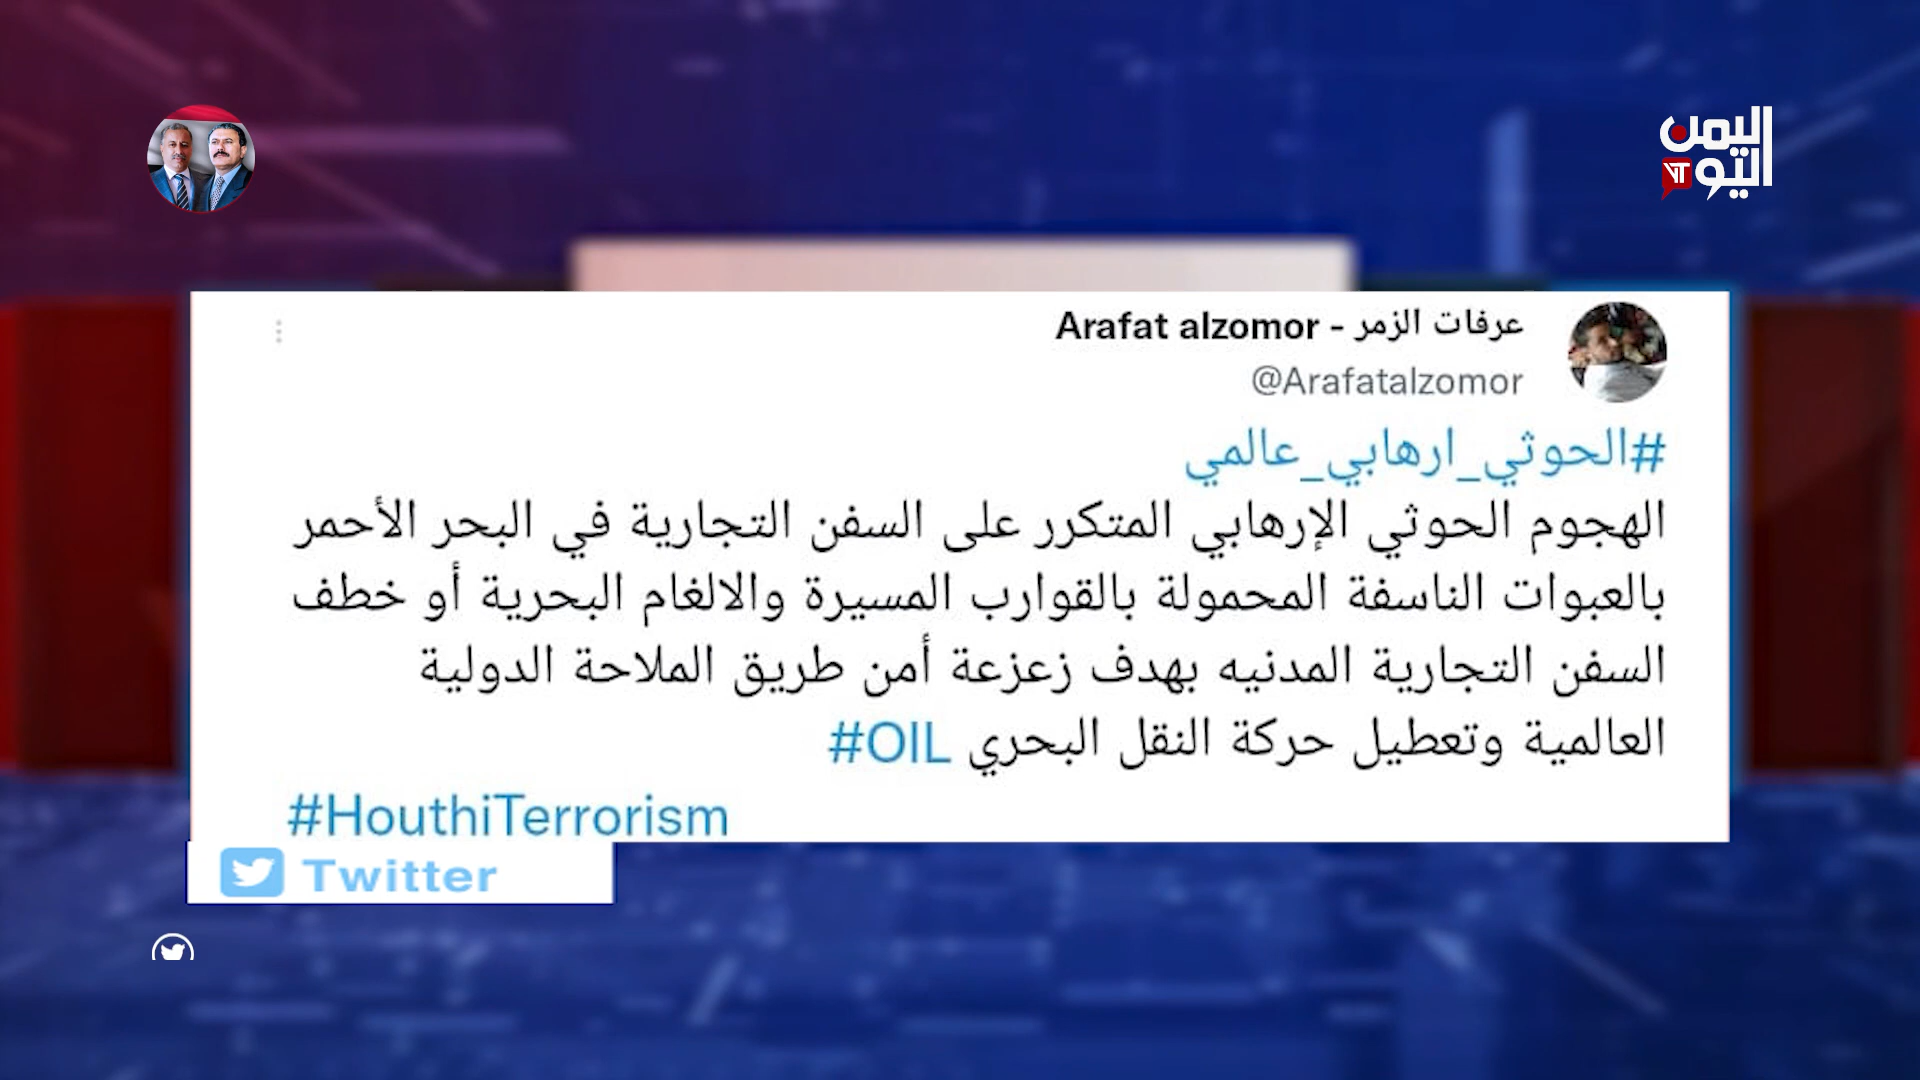 اليمن
اليوم
YT
عرفات الزمر - Arafat alzomor
@Arafatalzomor
#الحوثي_ارهابي_عالمي
الهجوم الحوثي الإرهابي المتكرر على السفن التجارية في البحر الأحمر
بالعبوات الناسفة المحمولة بالقوارب المسيرة والالغام البحرية أو خطف
السفن التجارية المدنيه بهدف زعزعة أمن طريق الملاحة الدولية
العالمية وتعطيل حركة النقل البحري #OIL
#HouthiTerrorism
Twitter